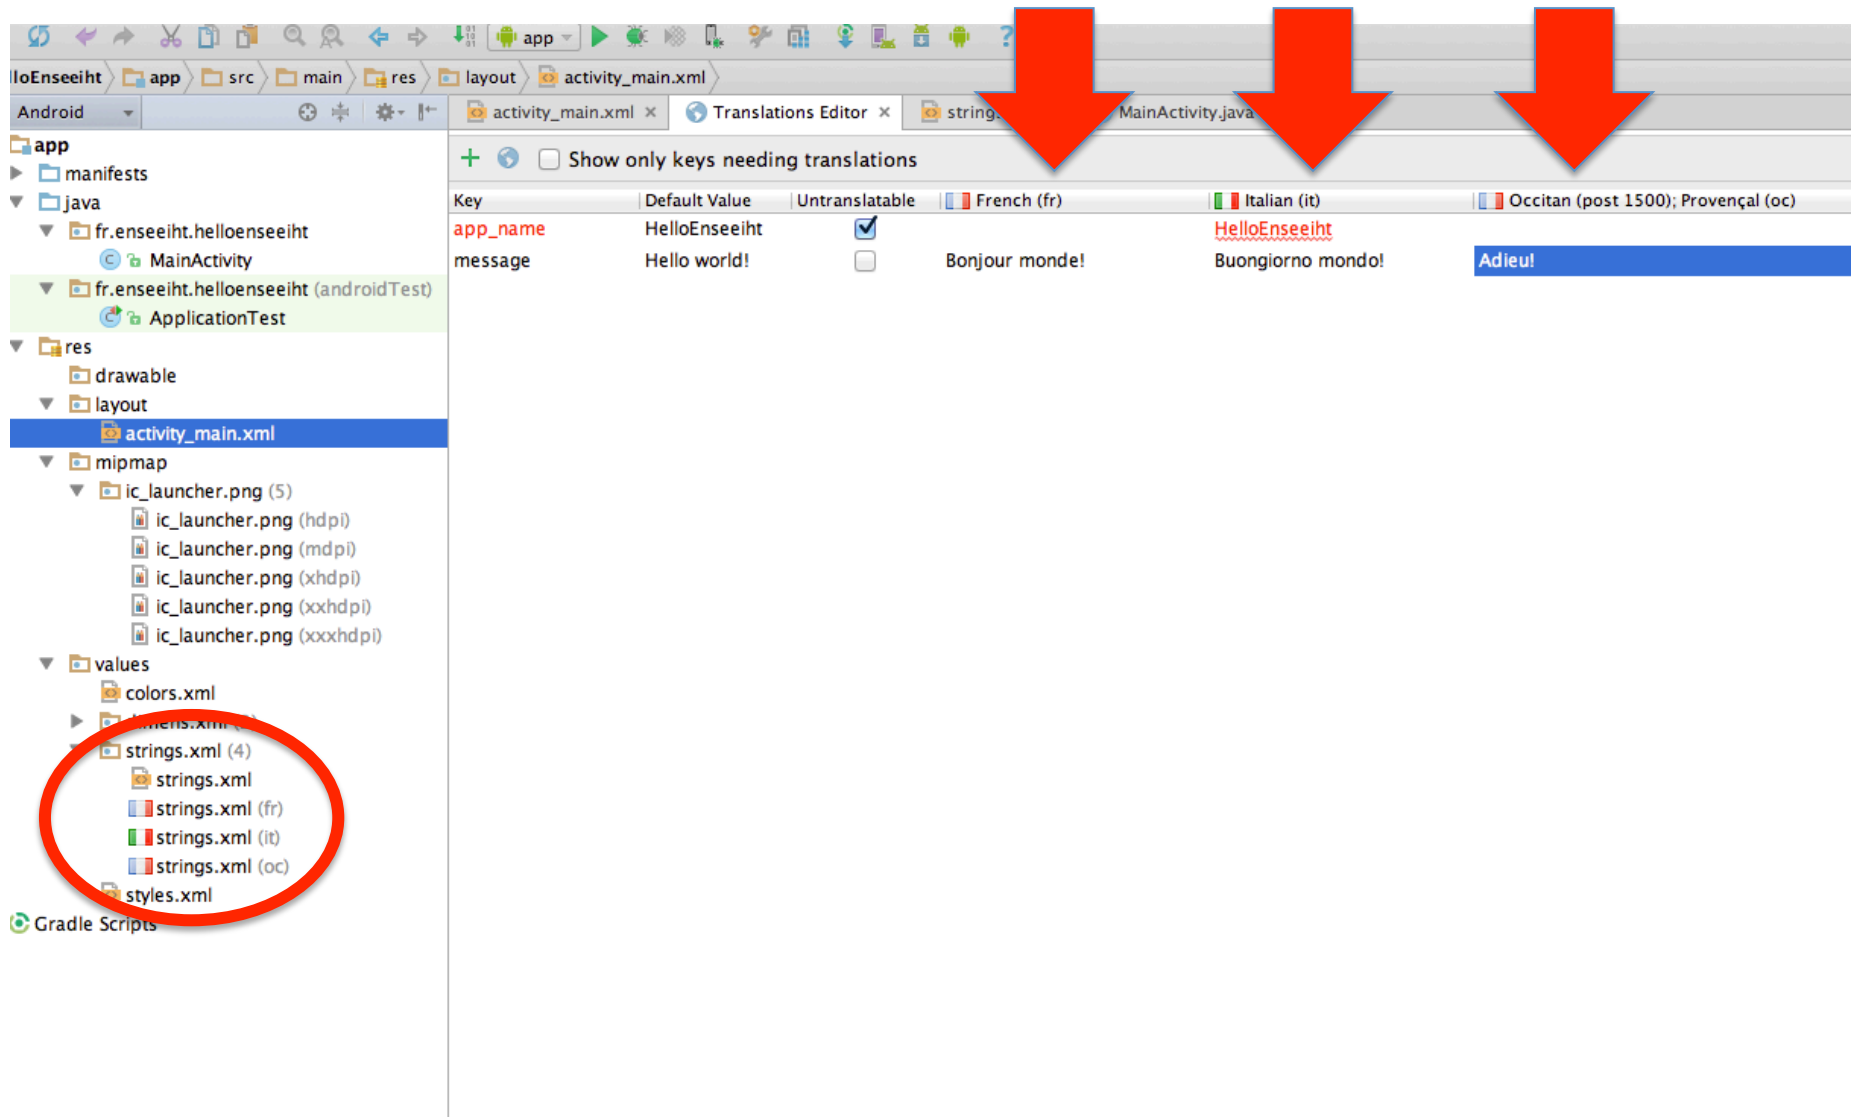 app
?
lloEnseeiht app src main res layout activity_main.xml
Android activity_main.xml × Translations Editor × string MainActivity.java
app
manifests
java
fr.enseeiht.helloenseeiht
MainActivity
fr.enseeiht.helloenseeiht (androidTest)
ApplicationTest
res
drawable
layout
activity_main.xml
mipmap
ic_launcher.png (5)
ic_launcher.png (hdpi)
ic_launcher.png (mdpi)
ic_launcher.png (xhdpi)
ic_launcher.png (xxhdpi)
ic_launcher.png (xxxhdpi)
values
colors.xml
dimens.xml
strings.xml (4)
strings.xml
strings.xml (fr)
strings.xml (it)
strings.xml (oc)
styles.xml
Gradle Scripts
Show only keys needing translations
Key Default Value Untranslatable French (fr) Italian (it) Occitan (post 1500); Provençal (oc)
app_name HelloEnseeiht HelloEnseeiht
message Hello world! Bonjour monde! Buongiorno mondo! Adieu!